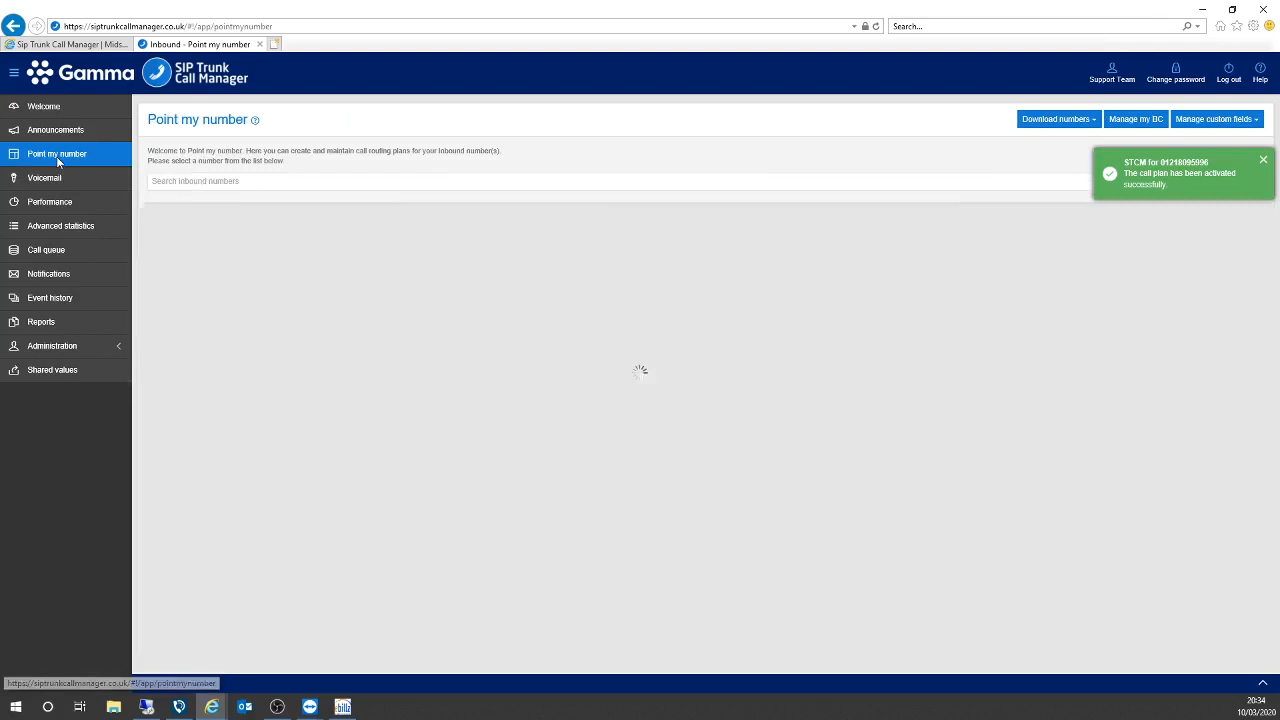 https://siptrunkcallmanager.co.uk/#!/app/pointmynumber
Search...
Sip Trunk Call Manager | Mids...
Inbound - Point my number
Gamma
SIP Trunk
Call Manager
Support Team
Change password
Log out
Help
Welcome
Announcements
Point my number
Voicemail
Performance
Advanced statistics
Call queue
Notifications
Event history
Reports
Administration
Shared values
Point my number
Download numbers
Manage my BC
Manage custom fields
Welcome to Point my number. Here you can create and maintain call routing plans for your inbound number(s).
Please select a number from the list below.
Search inbound numbers
STCM for 01218095996
The call plan has been activated
successfully.
https://siptrunkcallmanager.co.uk/#!/app/pointmynumber
billa
20:34
10/03/2020